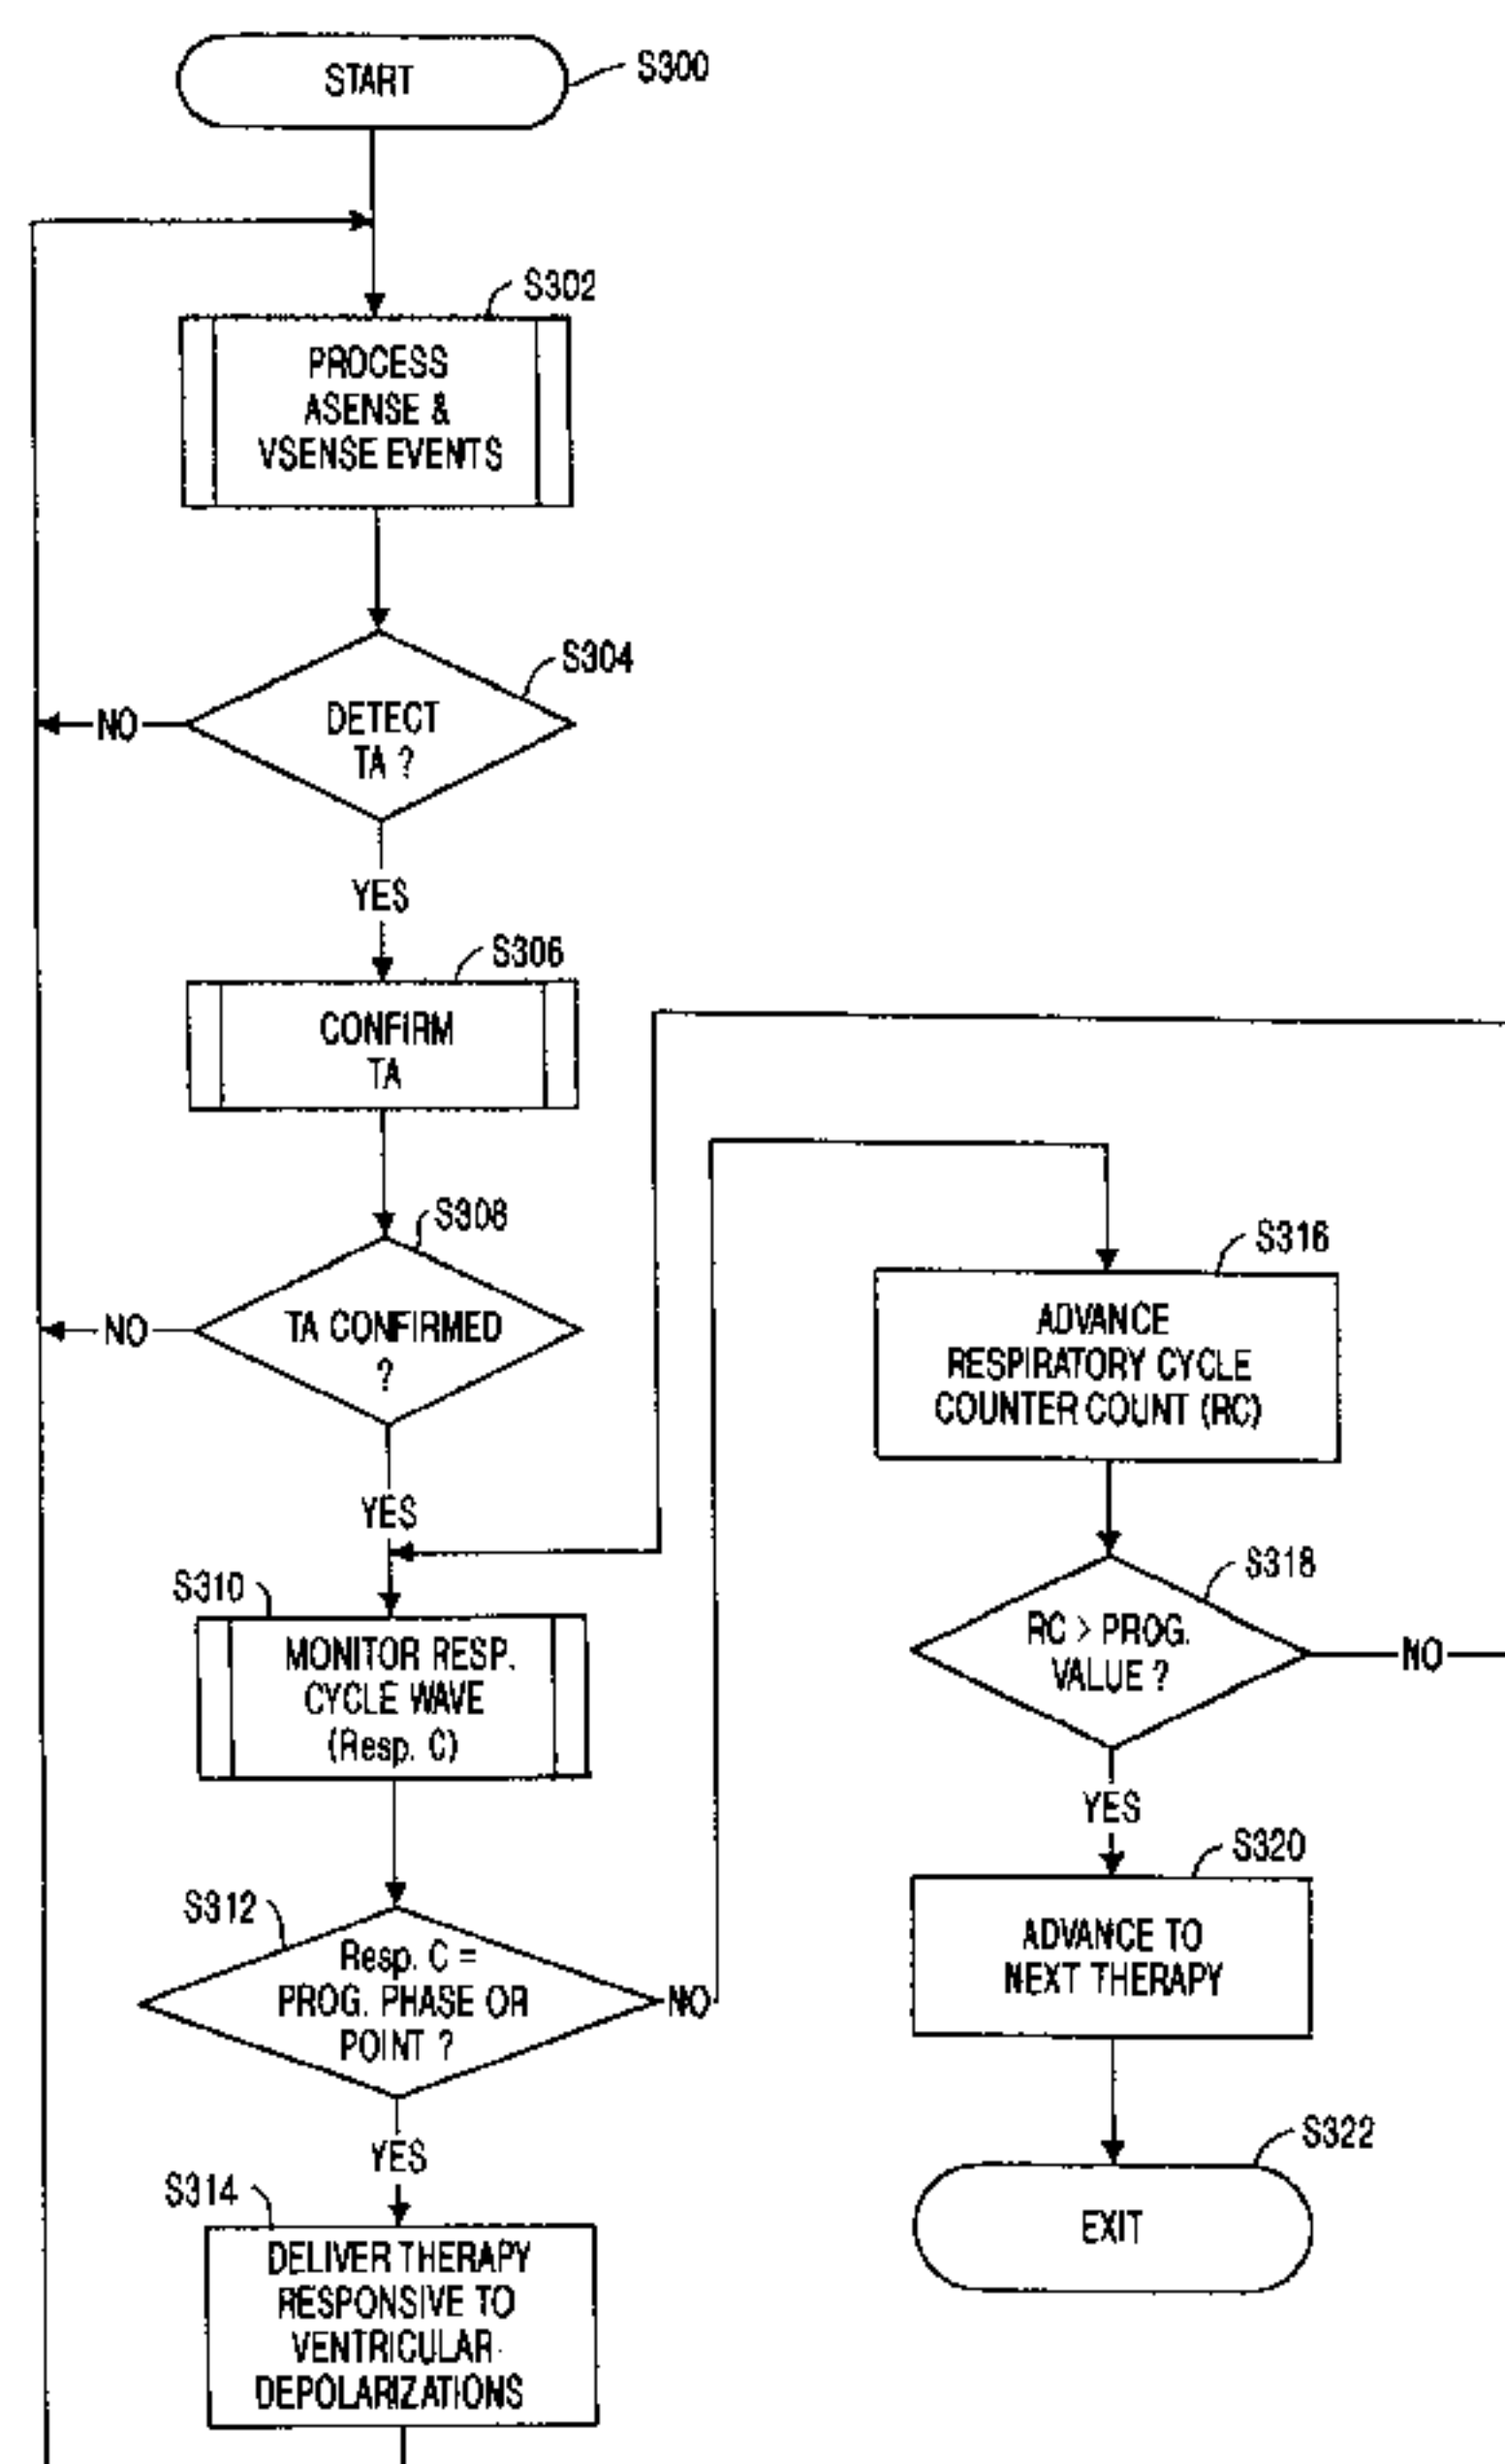 START
S300
S302
PROCESS
ASENSE &
VSENSE EVENTS
S304
DETECT
TA ?
NO
YES
S306
CONFIRM
TA
S308
TA CONFIRMED
?
NO
YES
S310
MONITOR RESP.
CYCLE WAVE
(Resp. C)
S312
Resp. C =
PROG. PHASE OR
POINT ?
NO
YES
S314
DELIVER THERAPY
RESPONSIVE TO
VENTRICULAR
DEPOLARIZATIONS
S316
ADVANCE
RESPIRATORY CYCLE
COUNTER COUNT (RC)
S318
RC > PROG.
VALUE ?
NO
YES
S320
ADVANCE TO
NEXT THERAPY
S322
EXIT